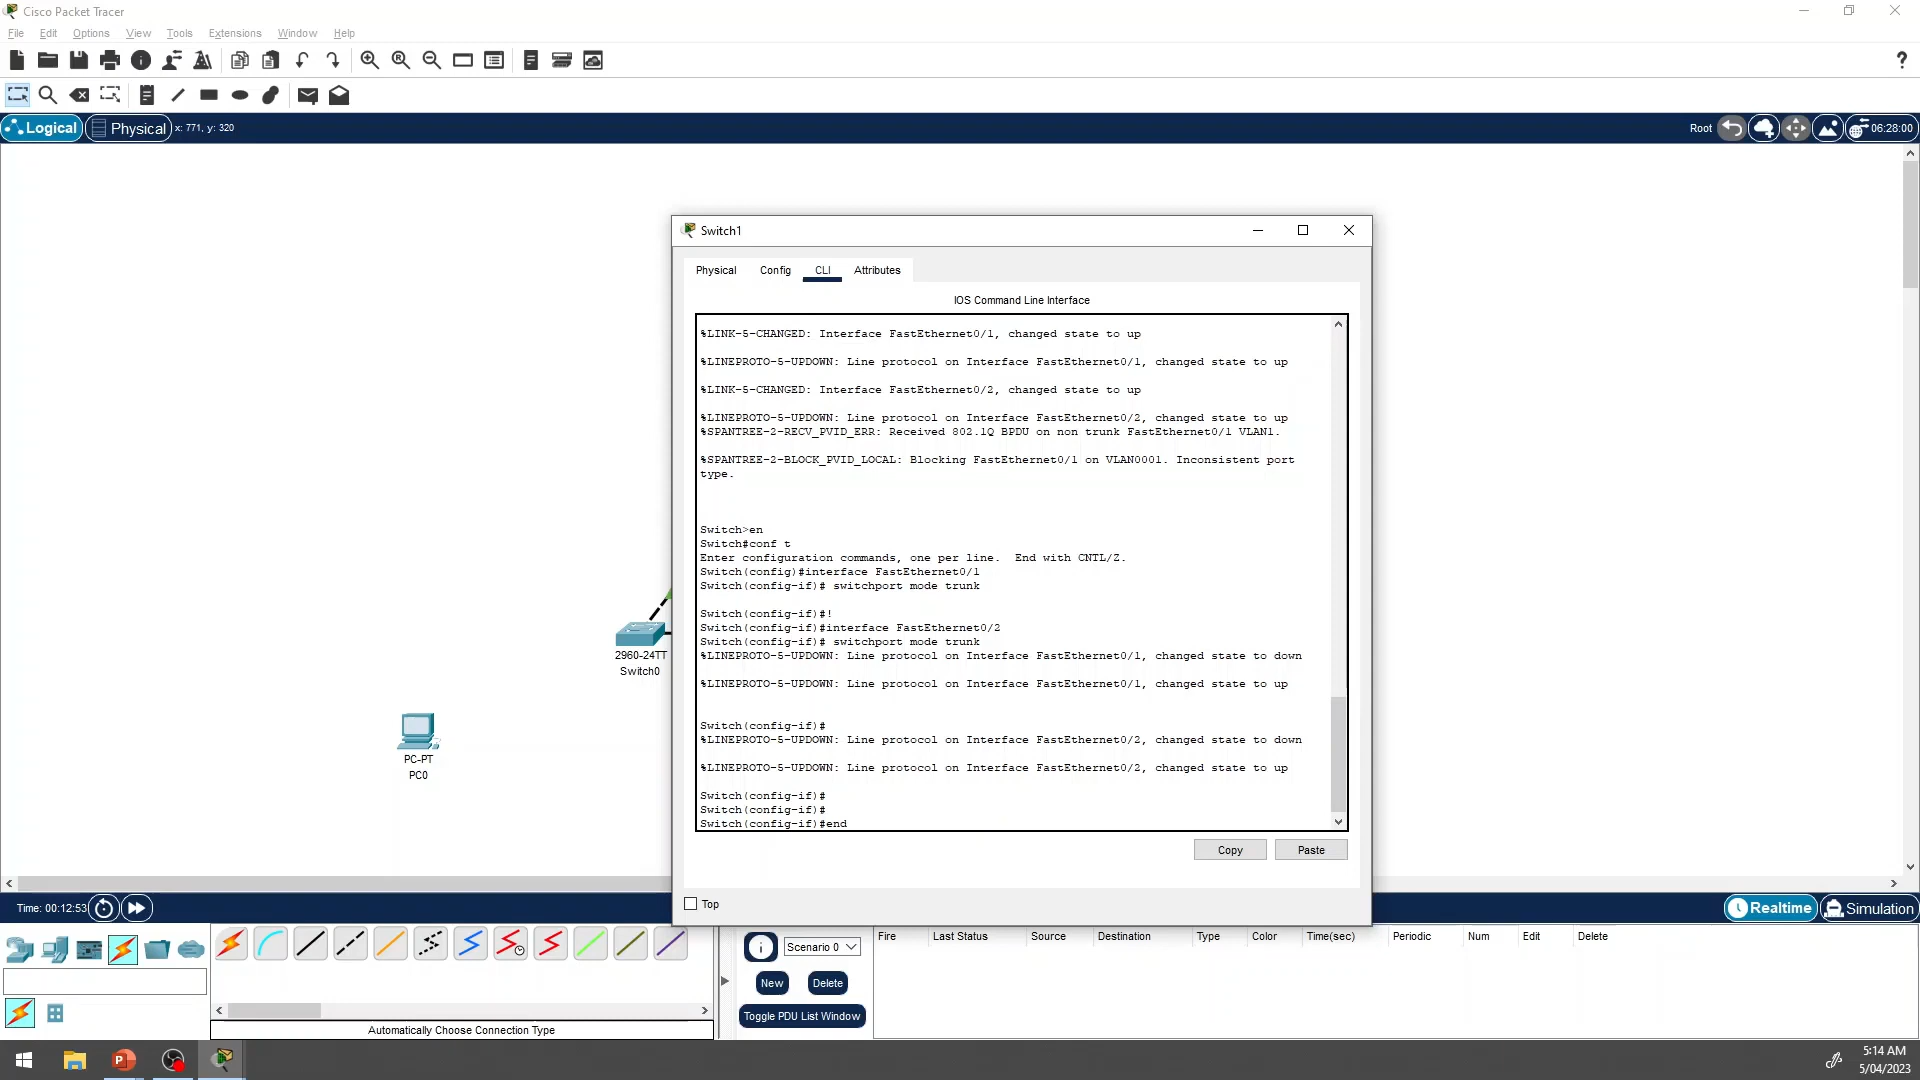 Cisco Packet Tracer
File Edit Options View Tools Extensions Window Help
?
Logical Physical x: 771, y: 320 Root 06:28:00
Switch1
Physical Config CLI Attributes
IOS Command Line Interface
%LINK-5-CHANGED: Interface FastEthernet0/1, changed state to up
%LINEPROTO-5-UPDOWN: Line protocol on Interface FastEthernet0/1, changed state to up
%LINK-5-CHANGED: Interface FastEthernet0/2, changed state to up
%LINEPROTO-5-UPDOWN: Line protocol on Interface FastEthernet0/2, changed state to up
%SPANTREE-2-RECV_PVID_ERR: Received 802.1Q BPDU on non trunk FastEthernet0/1 VLAN1.
%SPANTREE-2-BLOCK_PVID_LOCAL: Blocking FastEthernet0/1 on VLAN0001. Inconsistent port
type.
Switch>en
Switch#conf t
Enter configuration commands, one per line. End with CNTL/Z.
Switch(config)#interface FastEthernet0/1
Switch(config-if)# switchport mode trunk
Switch(config-if)#!
Switch(config-if)#interface FastEthernet0/2
Switch(config-if)# switchport mode trunk
%LINEPROTO-5-UPDOWN: Line protocol on Interface FastEthernet0/1, changed state to down
%LINEPROTO-5-UPDOWN: Line protocol on Interface FastEthernet0/1, changed state to up
Switch(config-if)#
%LINEPROTO-5-UPDOWN: Line protocol on Interface FastEthernet0/2, changed state to down
%LINEPROTO-5-UPDOWN: Line protocol on Interface FastEthernet0/2, changed state to up
Switch(config-if)#
Switch(config-if)#
Switch(config-if)#end
Copy Paste
Top
2960-24TT
Switch0
PC-PT
PC0
Time: 00:12:53 Realtime Simulation
Automatically Choose Connection Type
Scenario 0
New Delete
Toggle PDU List Window
Fire Last Status Source Destination Type Color Time(sec) Periodic Num Edit Delete
5:14 AM
5/04/2023